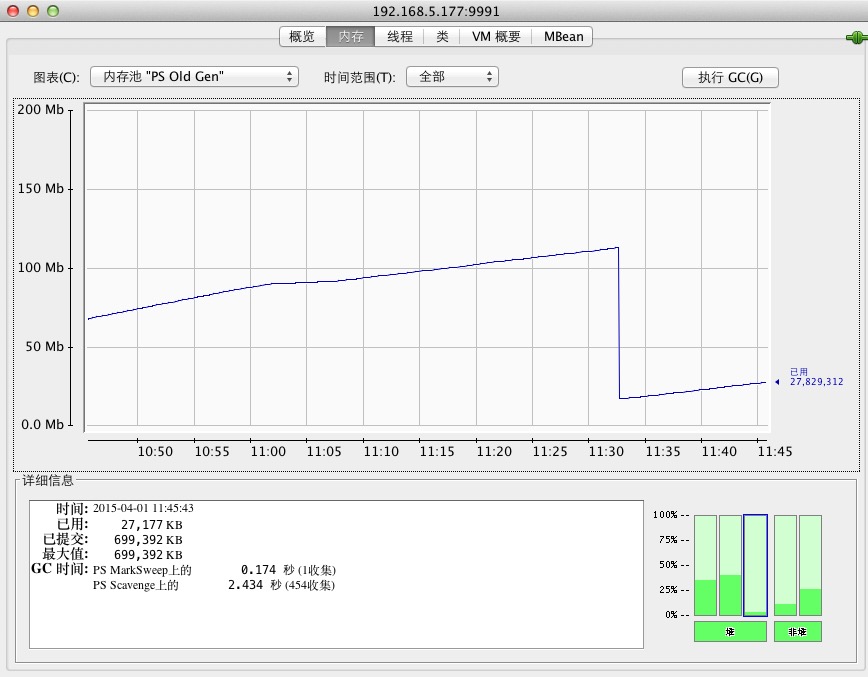 192.168.5.177:9991
概览 内存 线程 类 VM 概要 MBean
图表(C): 内存池 "PS Old Gen" 时间范围(T): 全部 执行 GC(G)
200 Mb
150 Mb
100 Mb
50 Mb
已用
27,829,312
0.0 Mb
10:50 10:55 11:00 11:05 11:10 11:15 11:20 11:25 11:30 11:35 11:40 11:45
详细信息
时间: 2015-04-01 11:45:43
已用: 27,177 KB
已提交: 699,392 KB
最大值: 699,392 KB
GC 时间: PS MarkSweep上的 0.174 秒 (1收集)
PS Scavenge上的 2.434 秒 (454收集)
100% --
75% --
50% --
25% --
0% --
堆 非堆